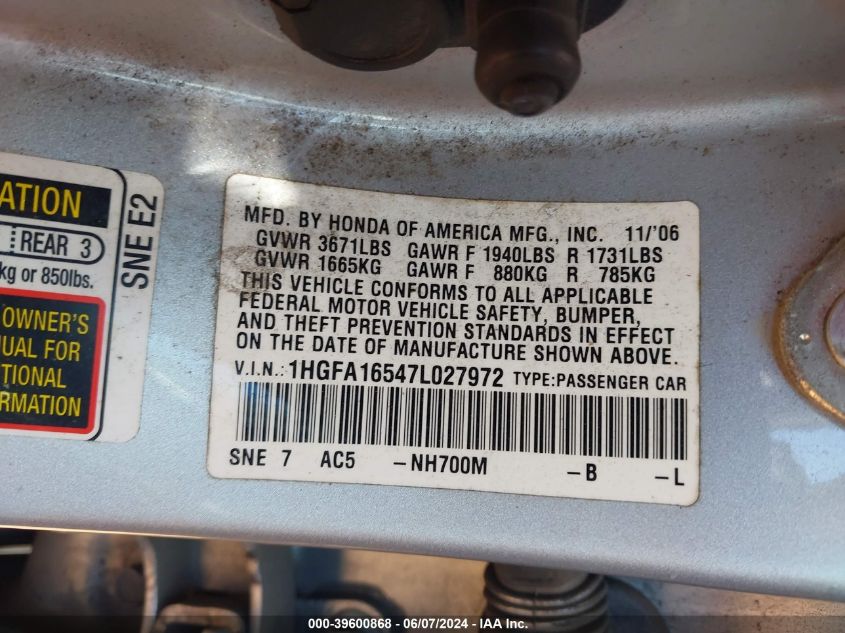 ATION
REAR 3
kg or 850lbs.
OWNER'S
UAL FOR
TIONAL
FORMATION
SNE E2
MFD. BY HONDA OF AMERICA MFG., INC. 11/'06
GVWR 3671LBS GAWR F 1940LBS R 1731LBS
GVWR 1665KG GAWR F 880KG R 785KG
THIS VEHICLE CONFORMS TO ALL APPLICABLE
FEDERAL MOTOR VEHICLE SAFETY, BUMPER,
AND THEFT PREVENTION STANDARDS IN EFFECT
ON THE DATE OF MANUFACTURE SHOWN ABOVE.
V.I.N.: 1HGFA16547L027972 TYPE:PASSENGER CAR
SNE 7 AC5 -NH700M -B -L
000-39600868 - 06/07/2024 - IAA Inc.